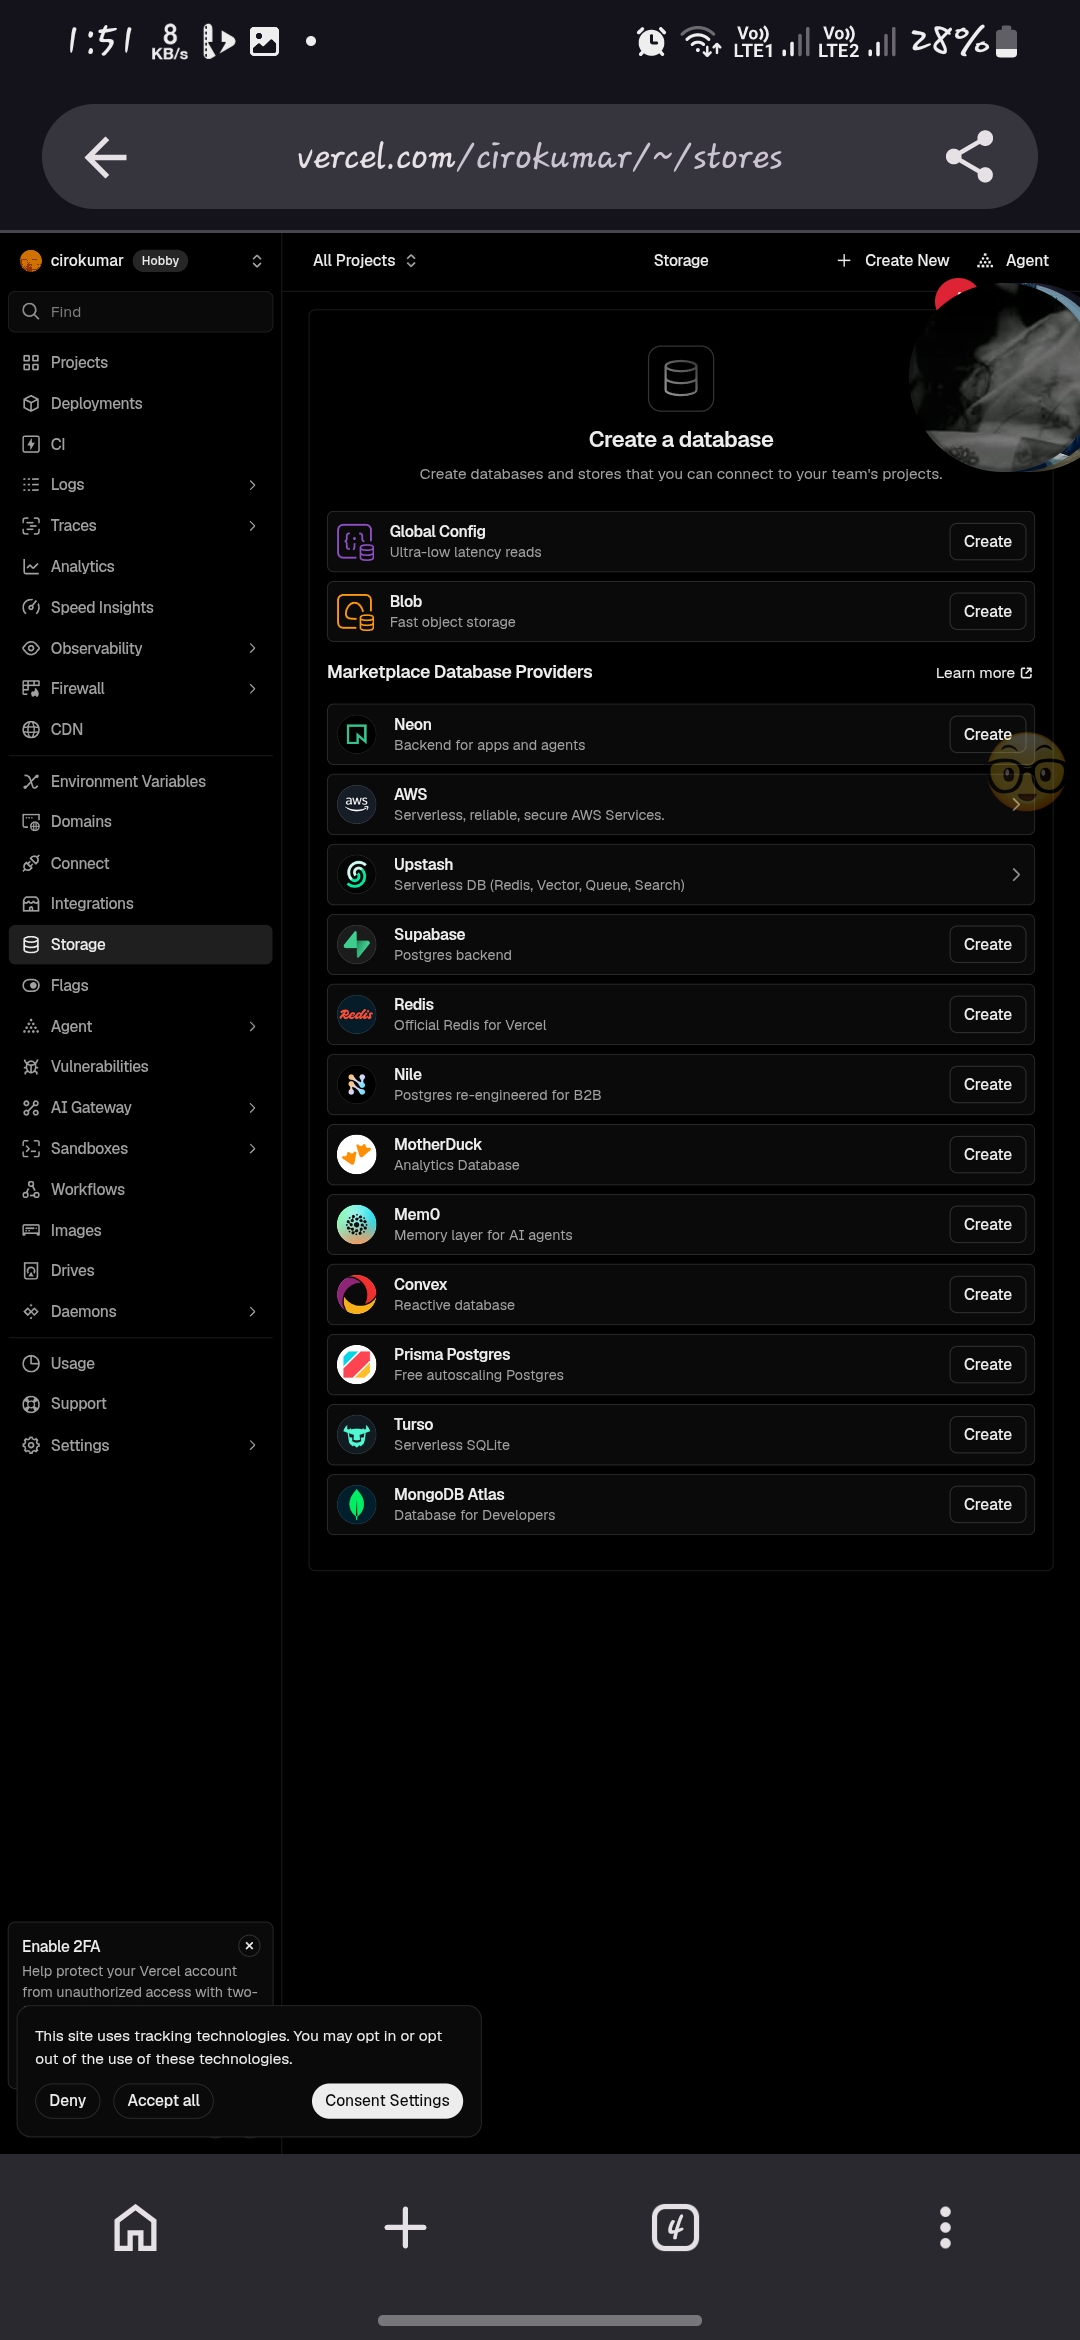 1:51 8 KB/s Vo)) LTE1 Vo)) LTE2 28%
vercel.com/cirokumar/~/stores
cirokumar Hobby
All Projects Storage Create New Agent
Find
Projects
Deployments
CI
Logs
Traces
Analytics
Speed Insights
Observability
Firewall
CDN
Environment Variables
Domains
Connect
Integrations
Storage
Flags
Agent
Vulnerabilities
AI Gateway
Sandboxes
Workflows
Images
Drives
Daemons
Usage
Support
Settings
Create a database
Create databases and stores that you can connect to your team's projects.
Global Config
Ultra-low latency reads
Create
Blob
Fast object storage
Create
Marketplace Database Providers Learn more
Neon
Backend for apps and agents
Create
aws
AWS
Serverless, reliable, secure AWS Services.
Upstash
Serverless DB (Redis, Vector, Queue, Search)
Supabase
Postgres backend
Create
Redis
Redis
Official Redis for Vercel
Create
Nile
Postgres re-engineered for B2B
Create
MotherDuck
Analytics Database
Create
Mem0
Memory layer for AI agents
Create
Convex
Reactive database
Create
Prisma Postgres
Free autoscaling Postgres
Create
Turso
Serverless SQLite
Create
MongoDB Atlas
Database for Developers
Create
Enable 2FA
Help protect your Vercel account
from unauthorized access with two-
This site uses tracking technologies. You may opt in or opt
out of the use of these technologies.
Deny Accept all Consent Settings
4